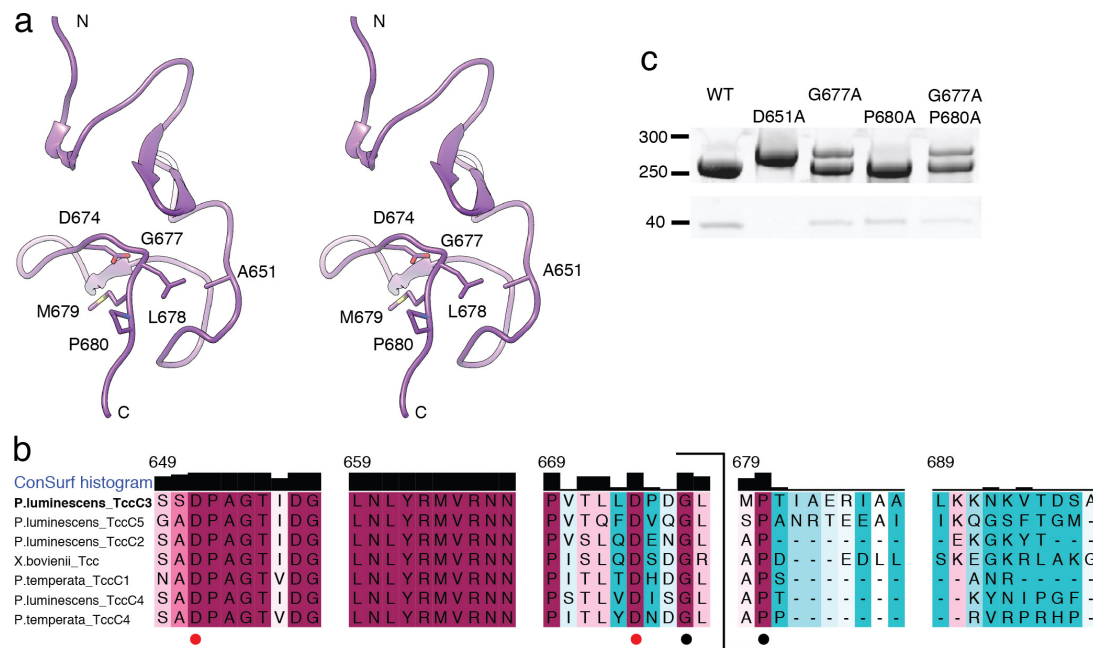 a
N
D674
G677
A651
M679
L678
P680
C
N
D674
G677
A651
M679
L678
P680
C
c
WT D651A G677A P680A G677A
P680A
300
250
40
b
649 659 669 679 689
ConSurf histogram
P.luminescens_TccC3 S S D P A G T I D G L N L Y R M V R N N P V T L L D P D G L M P T I A E R I A A L K K N K V T D S A
P.luminescens_TccC5 G A D P A G T I D G L N L Y R M V R N N P V T Q F D V Q G L S P A N R T E E A I I K Q G S F T G M -
P.luminescens_TccC2 S A D P A G T I D G L N L Y R M V R N N P V S L Q D E N G L A P - - - - - - - - - E K G K Y T - - -
X.bovienii_Tcc S A D P A G T I D G L N L Y R M V R N N P I T L Q D S D G R A P D - - - E D L L S K E G K R L A K G
P.temperata_TccC1 N A D P A G T V D G L N L Y R M V R N N P I T L T D H D G L A P S - - - - - - - - - A N R - - - - -
P.luminescens_TccC4 S A D P A G T I D G L N L Y R M V R N N P S T L V D I S G L A P T - - - - - - - - - K Y N I P G F -
P.temperata_TccC4 S A D P A G T V D G L N L Y R M V R N N P I T L Y D N D G L A P - - - - - - - - - - R V R P R H P -